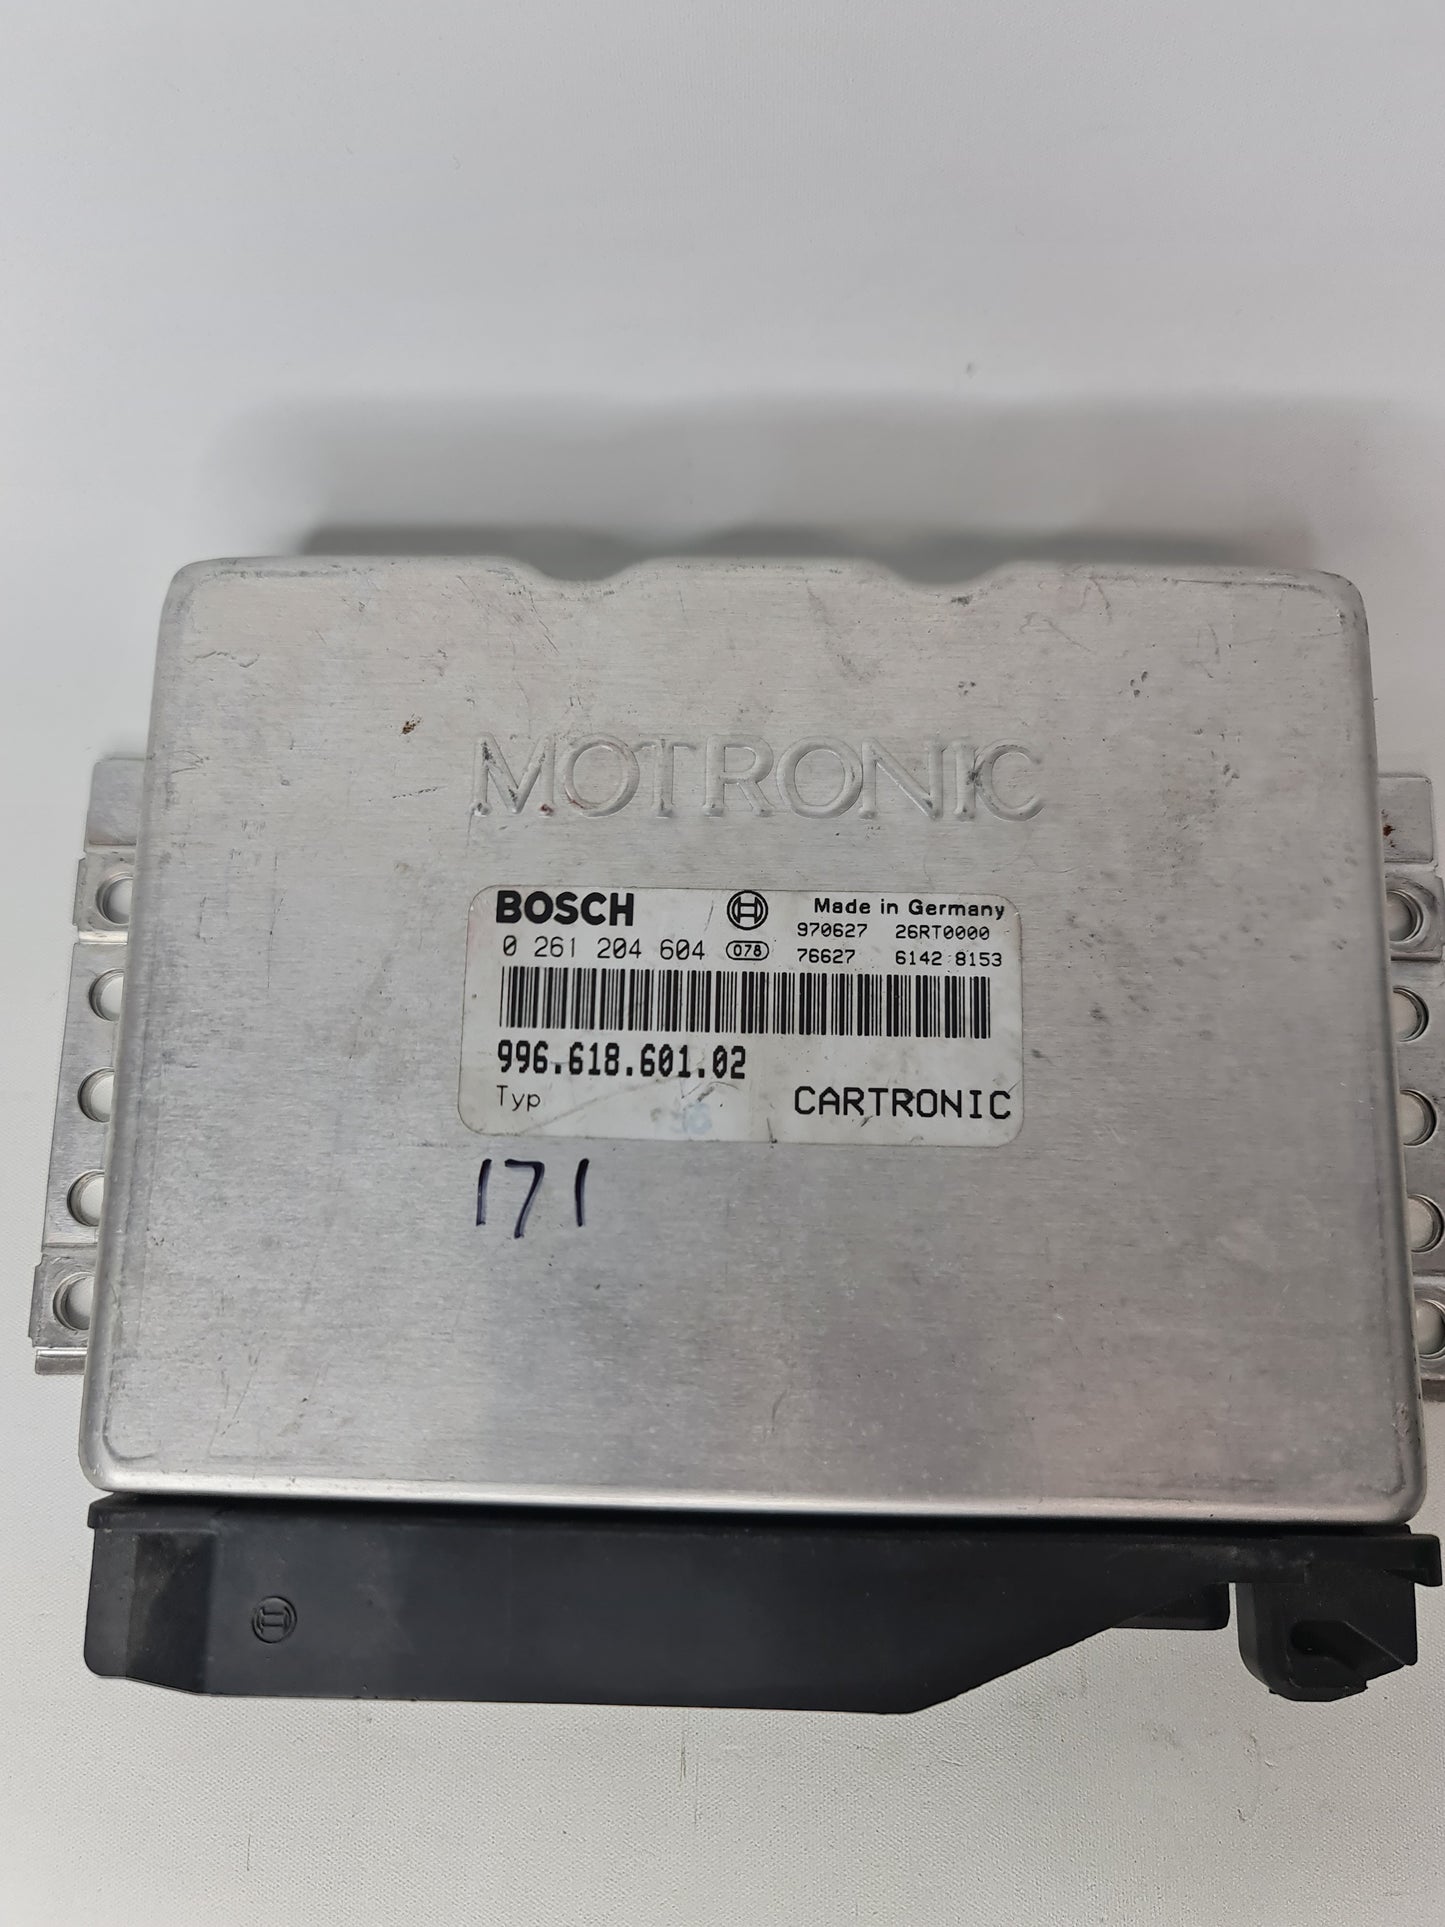 MOTRONIC
BOSCH Made in Germany
970627 26RT0000
0 261 204 604 078 76627 6142 8153
996.618.601.02
Typ CARTRONIC
171